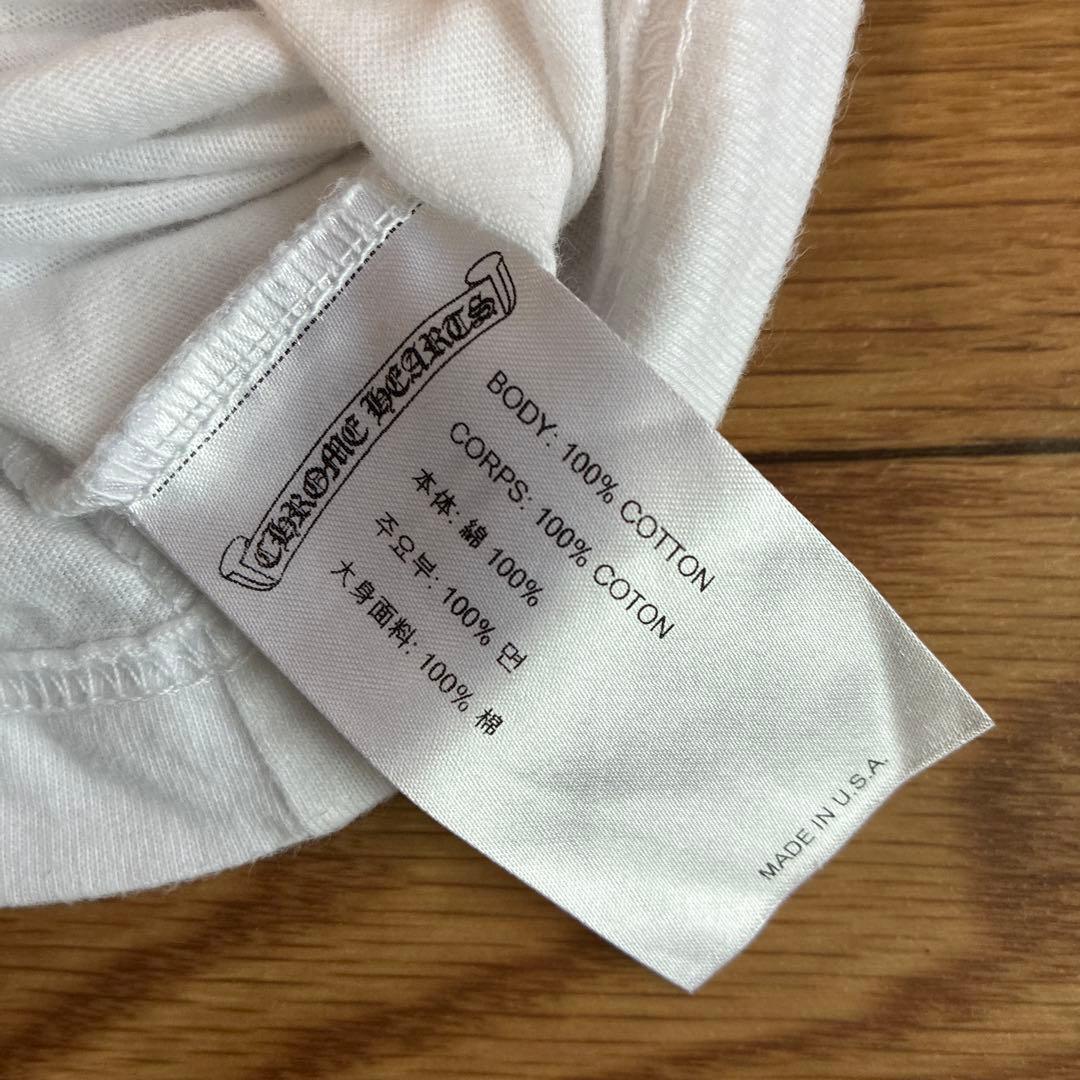 CHROME HEARTS
BODY: 100% COTTON
CORPS: 100% COTON
本体: 綿 100%
주요부: 100% 면
大身面料: 100% 棉
MADE IN U.S.A.